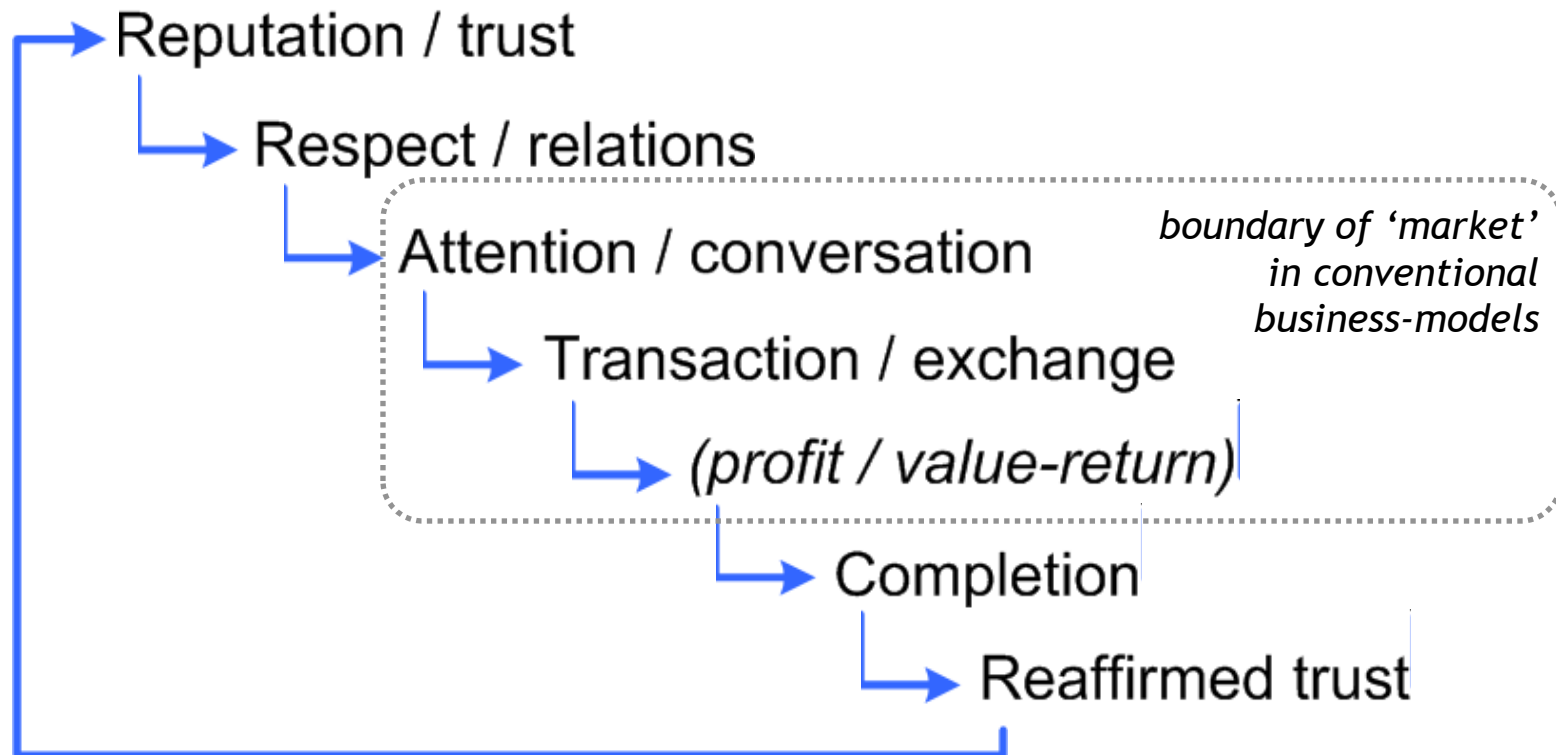 Reputation / trust
Respect / relations
Attention / conversation
boundary of ‘market’
in conventional
business-models
Transaction / exchange
(profit / value-return)
Completion
Reaffirmed trust